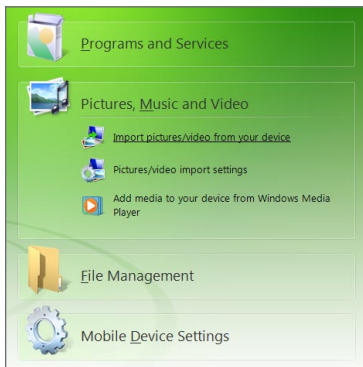 Programs and Services
Pictures, Music and Video
Import pictures/video from your device
Pictures/video import settings
Add media to your device from Windows Media
Player
File Management
Mobile Device Settings